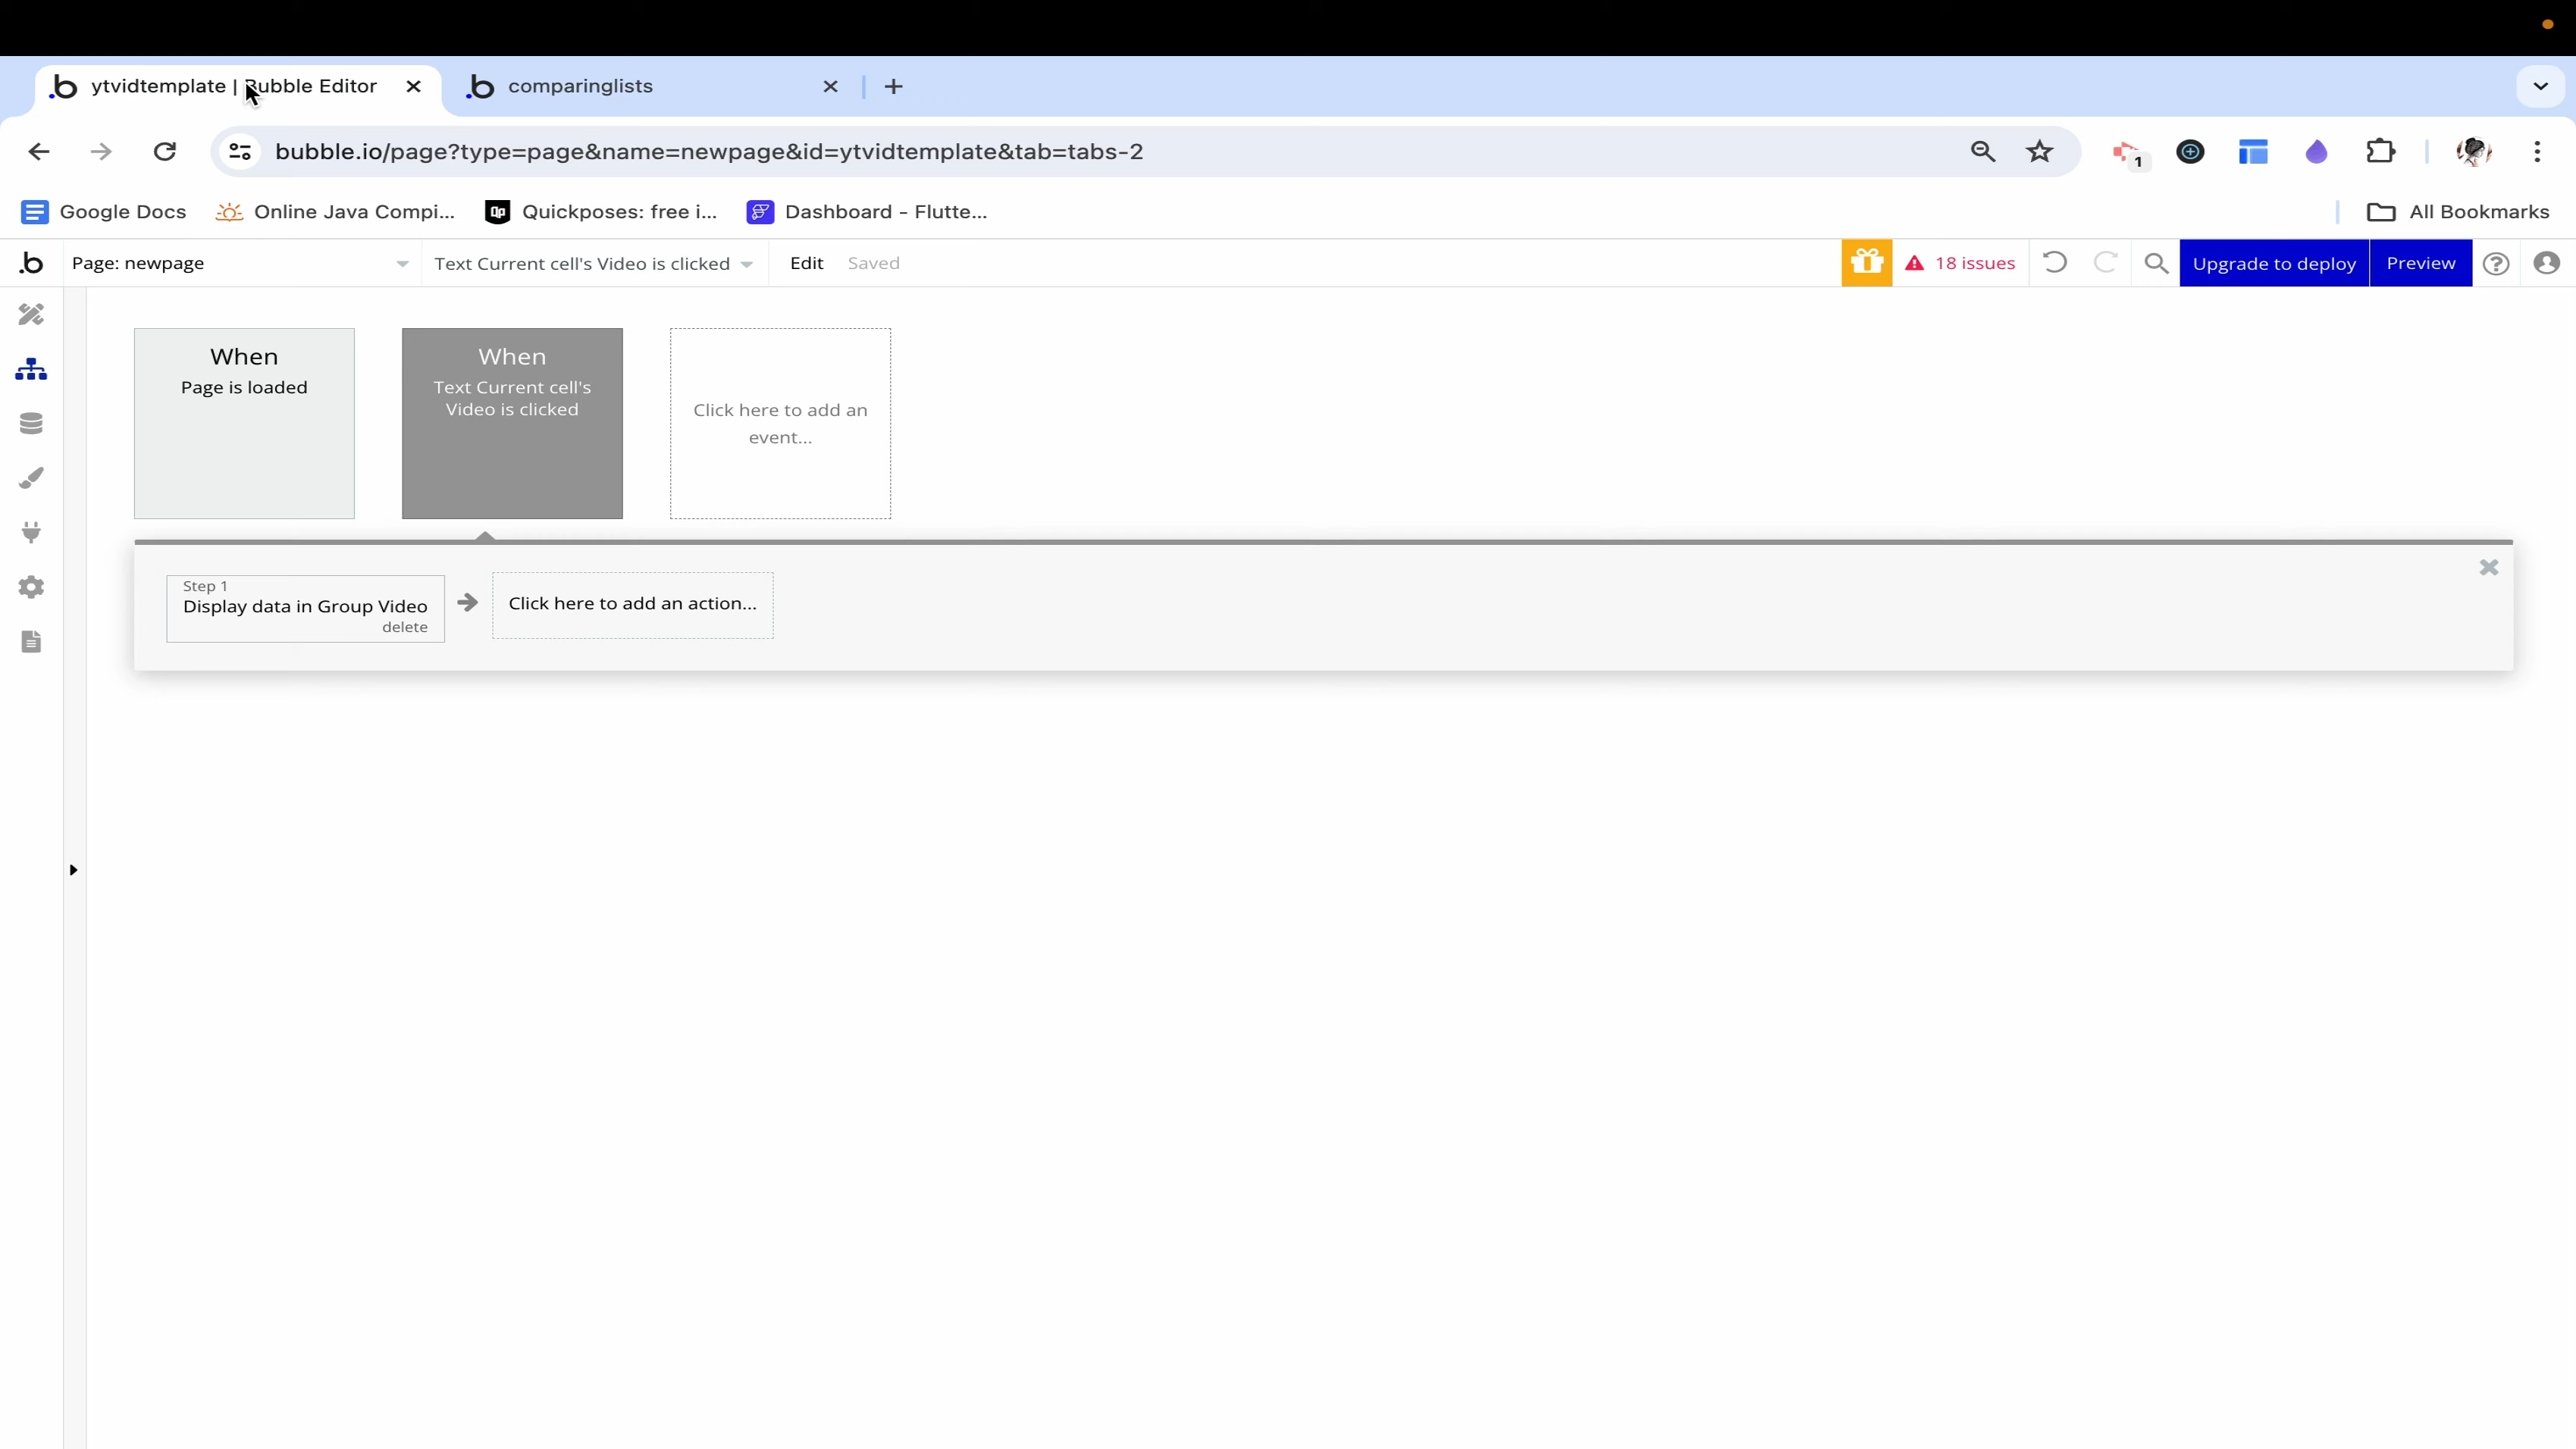 ytvidtemplate | Bubble Editor
comparinglists
bubble.io/page?type=page&name=newpage&id=ytvidtemplate&tab=tabs-2
1
Google Docs
Online Java Compi...
Qp
Quickposes: free i...
Dashboard - Flutte...
All Bookmarks
.b
Page: newpage
Text Current cell's Video is clicked
Edit
Saved
18 issues
Upgrade to deploy
Preview
When
Page is loaded
When
Text Current cell's
Video is clicked
Click here to add an
event...
Step 1
Display data in Group Video
delete
Click here to add an action...